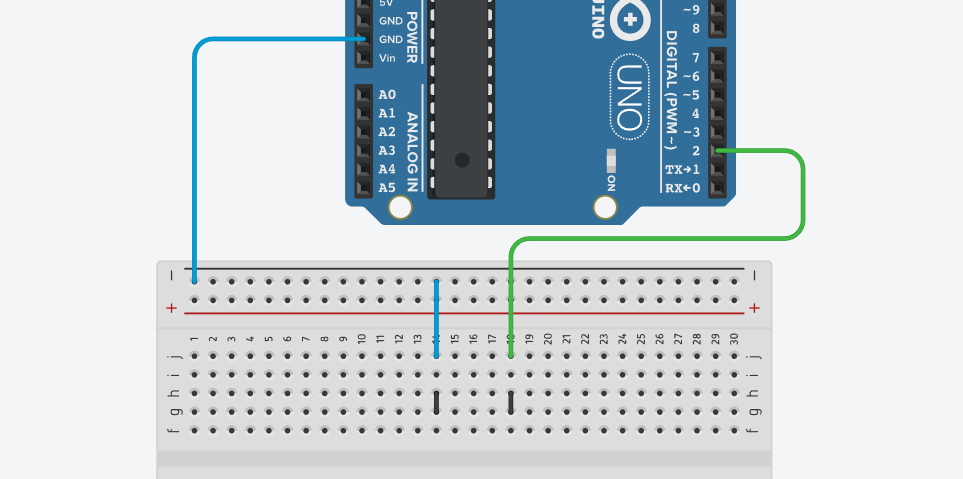 5V
GND
GND
Vin
POWER
A0
A1
A2
A3
A4
A5
ANALOG IN
UNO
ON
DIGITAL (PWM~)
~9
8
7
~6
~5
4
~3
2
TX→1
RX←0
− −
+ +
1 2 3 4 5 6 7 8 9 10 11 12 13 15 16 17 19 20 21 22 23 24 25 26 27 28 29 30
j j
i i
h h
g g
f f